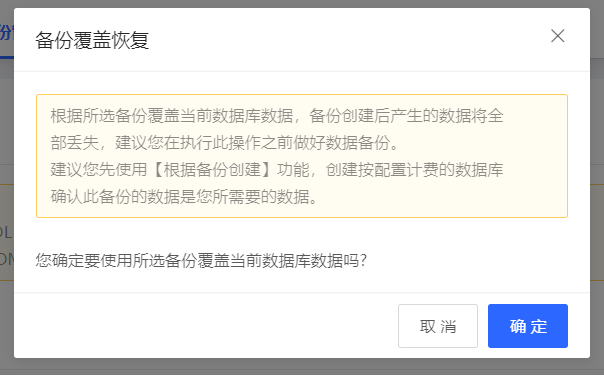 备份覆盖恢复
根据所选备份覆盖当前数据库数据，备份创建后产生的数据将全
部丢失，建议您在执行此操作之前做好数据备份。
建议您先使用【根据备份创建】功能，创建按配置计费的数据库
确认此备份的数据是您所需要的数据。
您确定要使用所选备份覆盖当前数据库数据吗？
取消
确定